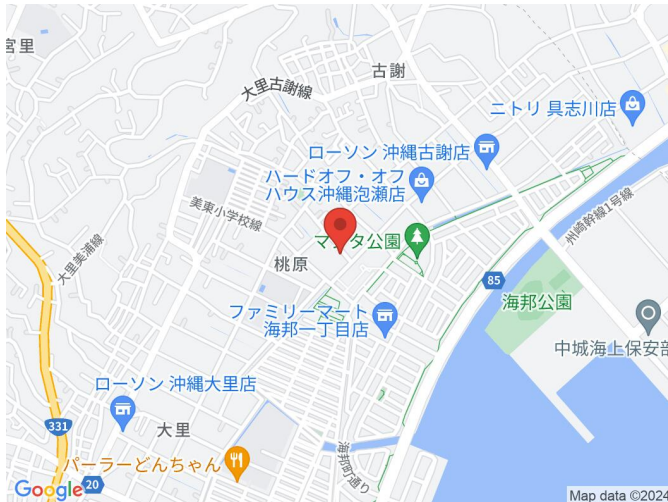 宮里
古謝
大里古謝線
ニトリ 具志川店
ローソン 沖縄古謝店
ハードオフ・オフ
ハウス沖縄泡瀬店
美東小学校線
州崎幹線1号線
大里美浦線
桃原
85
海邦公園
ファミリーマート
海邦一丁目店
中城海上保安部
ローソン 沖縄大里店
331
大里
海邦町通り
パーラーどんちゃん
20
Google
Map data ©2024